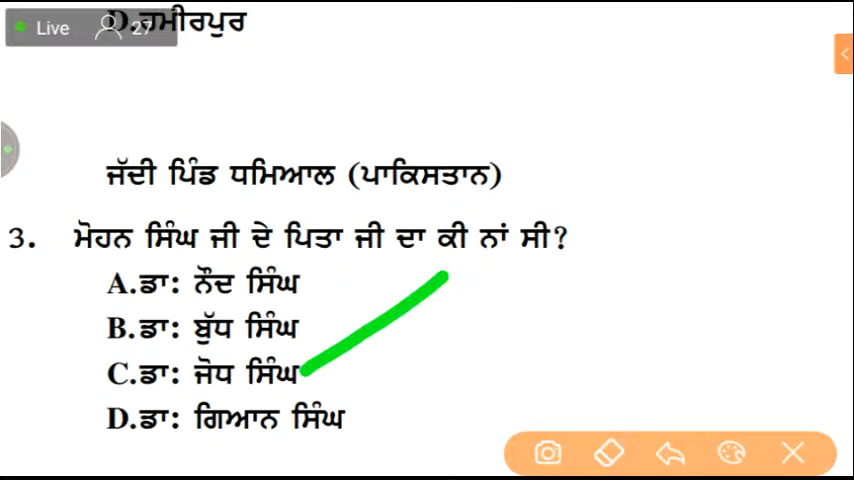 Live 27
D.ਹਮੀਰਪੁਰ
ਜੱਦੀ ਪਿੰਡ ਧਮਿਆਲ (ਪਾਕਿਸਤਾਨ)
3. ਮੋਹਨ ਸਿੰਘ ਜੀ ਦੇ ਪਿਤਾ ਜੀ ਦਾ ਕੀ ਨਾਂ ਸੀ?
A.ਡਾ: ਨੌਦ ਸਿੰਘ
B.ਡਾ: ਬੁੱਧ ਸਿੰਘ
C.ਡਾ: ਜੋਧ ਸਿੰਘ
D.ਡਾ: ਗਿਆਨ ਸਿੰਘ